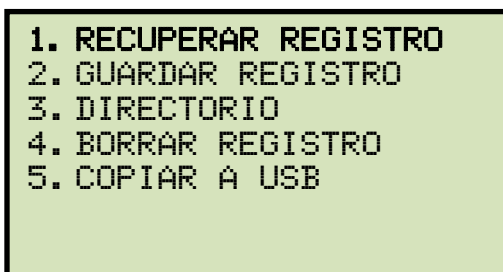 1. RECUPERAR REGISTRO
2. GUARDAR REGISTRO
3. DIRECTORIO
4. BORRAR REGISTRO
5. COPIAR A USB